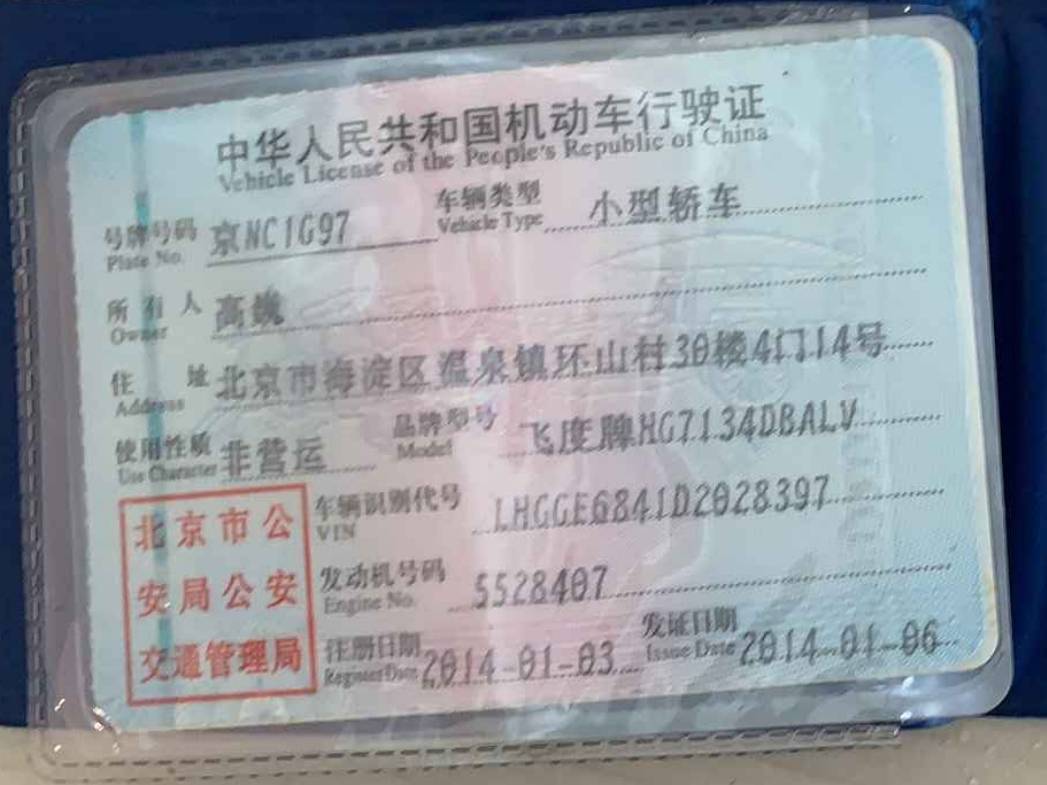 中华人民共和国机动车行驶证
Vehicle License of the People's Republic of China
号牌号码 京NC1G97 车辆类型 小型轿车
Plate No. Vehicle Type
所有人 高巍
Owner
住址 北京市海淀区温泉镇环山村30楼4门14号
Address
使用性质 非营运 品牌型号 飞度牌HG7134DBALV
Use Character Model
北京市公
安局公安
交通管理局
车辆识别代号 LHGGE6841D2028397
VIN
发动机号码 5528407
Engine No.
注册日期 2014-01-03 发证日期 2014-01-06
Register Date Issue Date